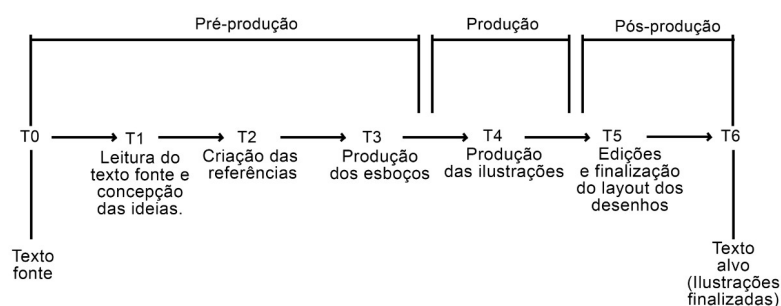 Pré-produção
Produção
Pós-produção
T0
T1
T2
T3
T4
T5
T6
Leitura do
texto fonte e
concepção
das ideias.
Criação das
referências
Produção
dos esboços
Produção
das ilustrações
Edições
e finalização
do layout dos
desenhos
Texto
fonte
Texto
alvo
(Ilustrações
finalizadas)